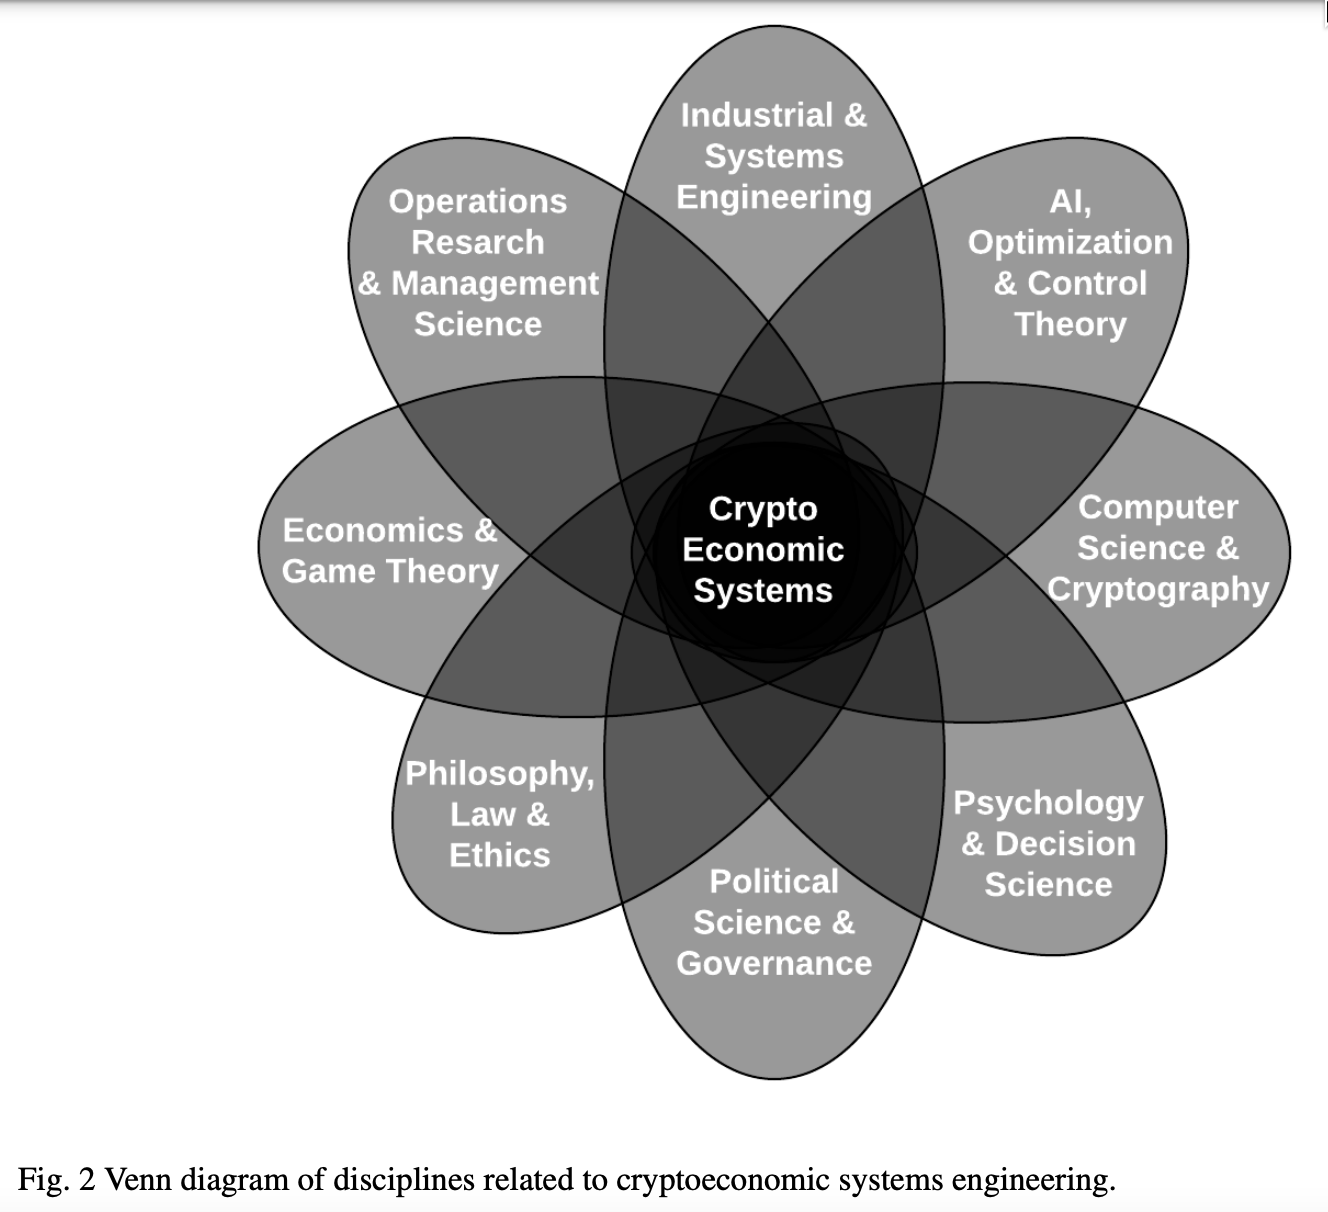 Industrial &
Systems
Engineering
Operations
Resarch
& Management
Science
AI,
Optimization
& Control
Theory
Economics &
Game Theory
Crypto
Economic
Systems
Computer
Science &
Cryptography
Philosophy,
Law &
Ethics
Political
Science &
Governance
Psychology
& Decision
Science
Fig. 2 Venn diagram of disciplines related to cryptoeconomic systems engineering.